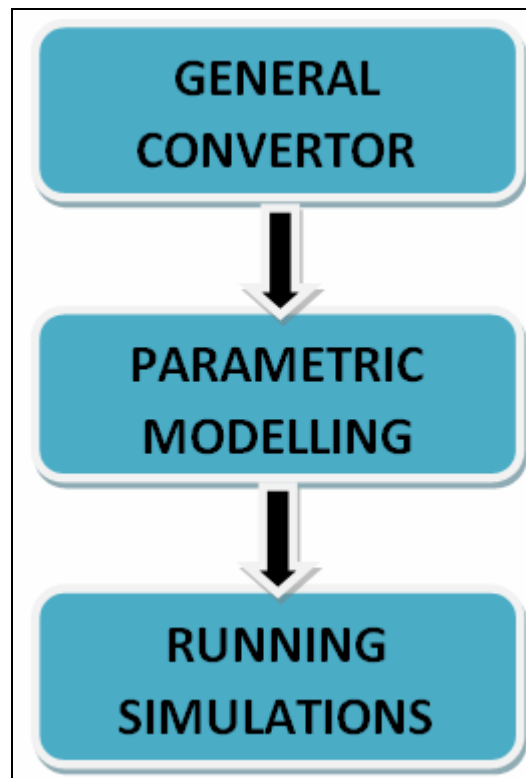 GENERAL
CONVERTOR
PARAMETRIC
MODELLING
RUNNING
SIMULATIONS